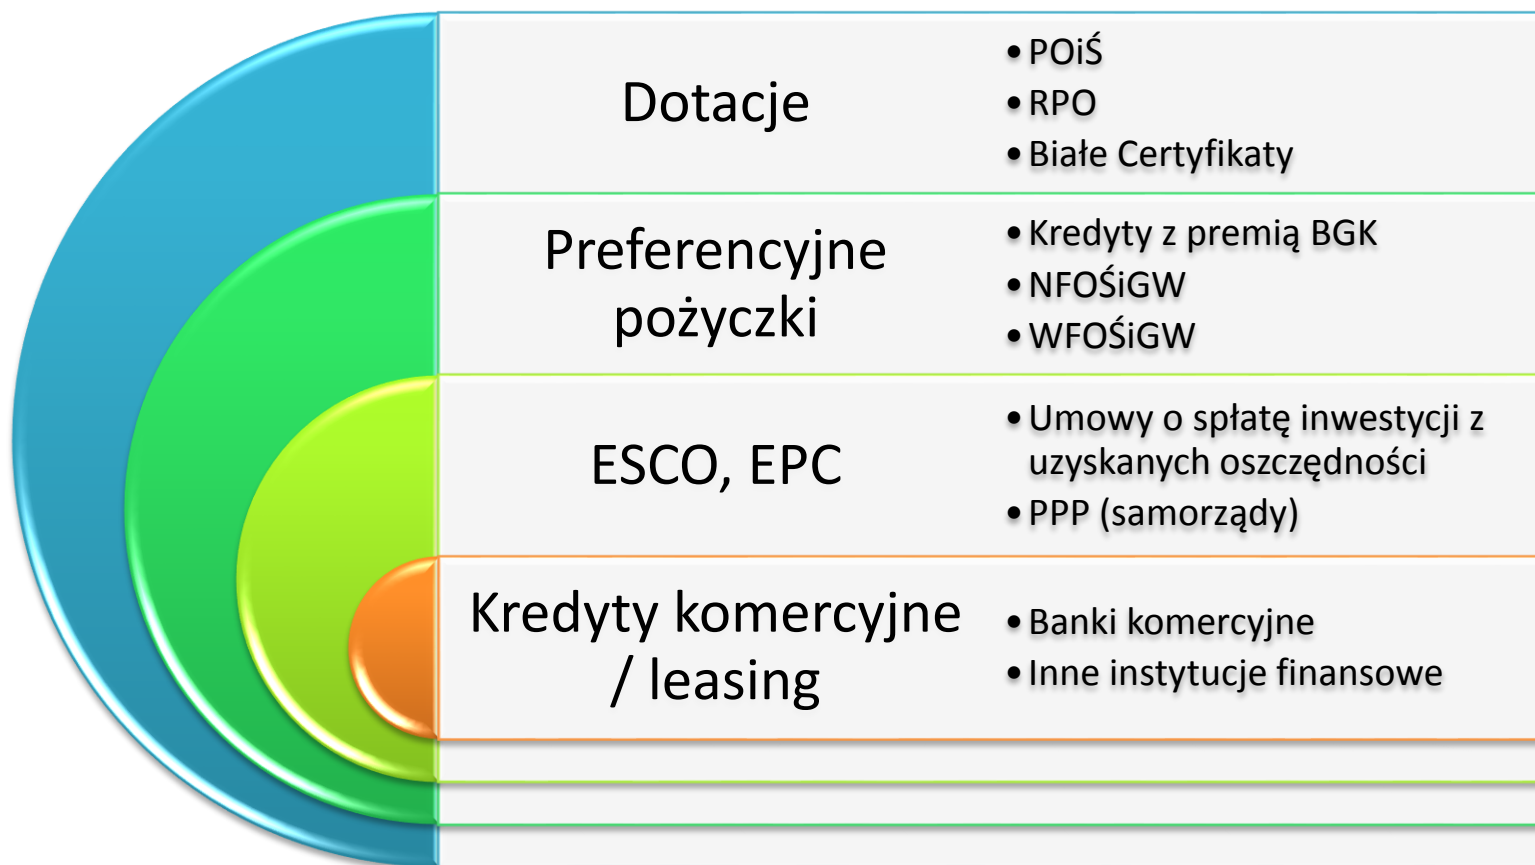 Dotacje
• POiŚ
• RPO
• Białe Certyfikaty
Preferencyjne
pożyczki
• Kredyty z premią BGK
• NFOŚiGW
• WFOŚiGW
ESCO, EPC
• Umowy o spłatę inwestycji z
uzyskanych oszczędności
• PPP (samorządy)
Kredyty komercyjne
/ leasing
• Banki komercyjne
• Inne instytucje finansowe